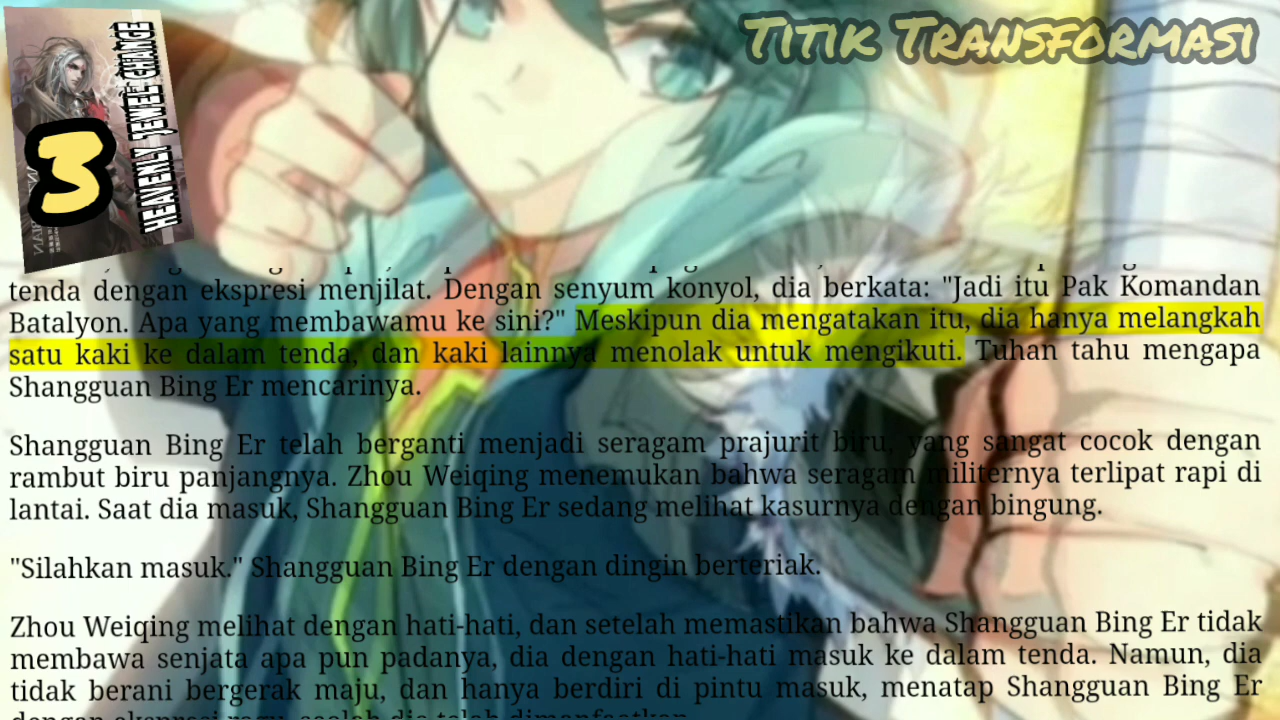 Titik Transformasi
HEAVENLY JEWEL CHANGE
3
tenda dengan ekspresi menjilat. Dengan senyum konyol, dia berkata: "Jadi itu Pak Komandan
Batalyon. Apa yang membawamu ke sini?" Meskipun dia mengatakan itu, dia hanya melangkah
satu kaki ke dalam tenda, dan kaki lainnya menolak untuk mengikuti. Tuhan tahu mengapa
Shangguan Bing Er mencarinya.
Shangguan Bing Er telah berganti menjadi seragam prajurit biru, yang sangat cocok dengan
rambut biru panjangnya. Zhou Weiqing menemukan bahwa seragam militernya terlipat rapi di
lantai. Saat dia masuk, Shangguan Bing Er sedang melihat kasurnya dengan bingung.
"Silahkan masuk." Shangguan Bing Er dengan dingin berteriak.
Zhou Weiqing melihat dengan hati-hati, dan setelah memastikan bahwa Shangguan Bing Er tidak
membawa senjata apa pun padanya, dia dengan hati-hati masuk ke dalam tenda. Namun, dia
tidak berani bergerak maju, dan hanya berdiri di pintu masuk, menatap Shangguan Bing Er